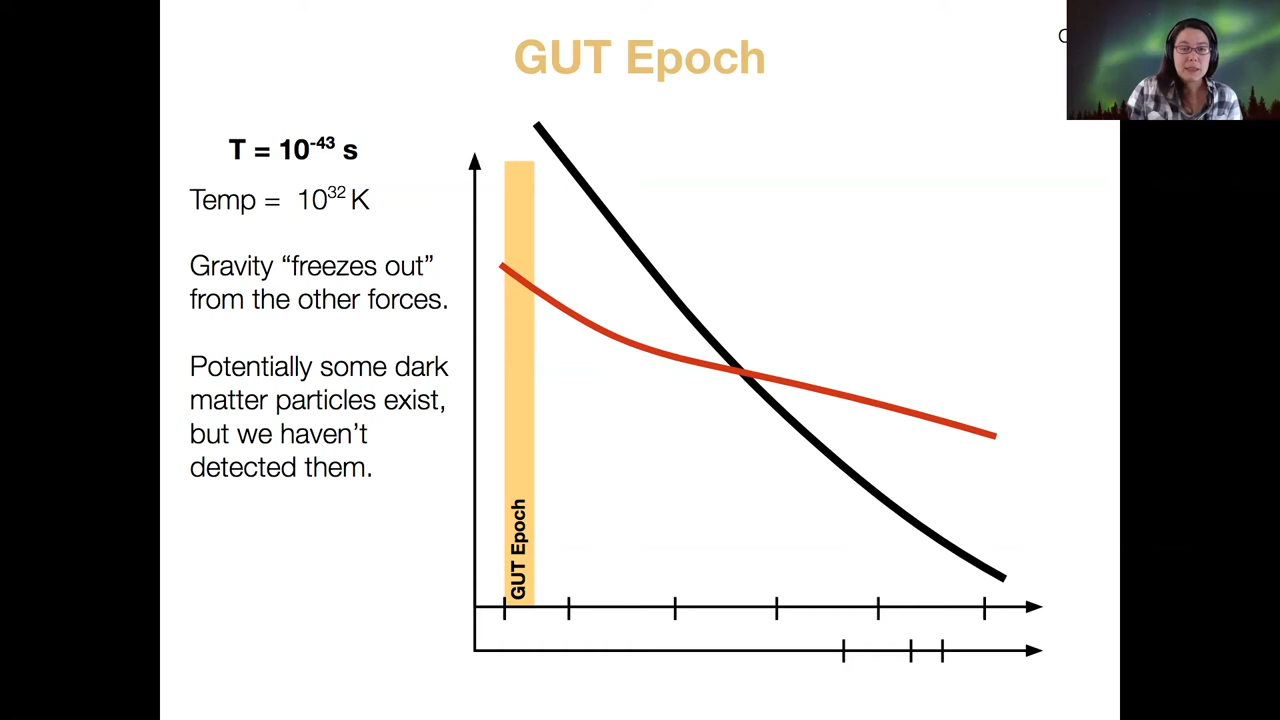 GUT Epoch
T = 10⁻⁴³ s
Temp = 10³² K
Gravity “freezes out”
from the other forces.
Potentially some dark
matter particles exist,
but we haven’t
detected them.
GUT Epoch